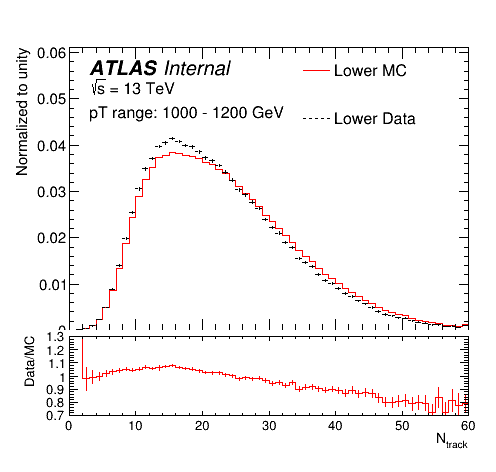 Normalized to unity
0.06
0.05
0.04
0.03
0.02
0.01
0
ATLAS Internal
√s = 13 TeV
pT range: 1000 - 1200 GeV
Lower MC
Lower Data
Data/MC
1.3
1.2
1.1
1
0.9
0.8
0.7
0 10 20 30 40 50 60
N_track